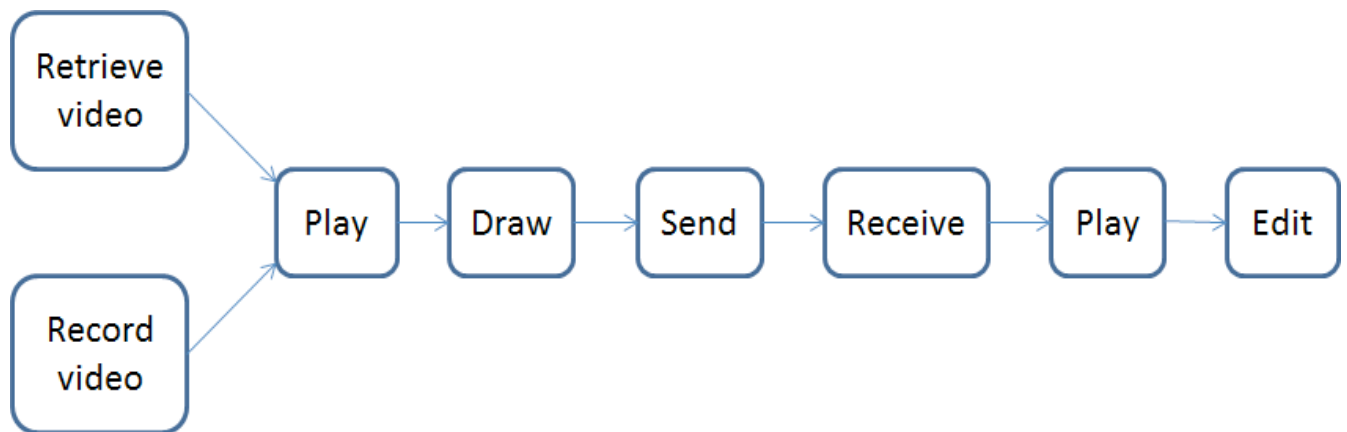 Retrieve
video
Play
Draw
Send
Receive
Play
Edit
Record
video